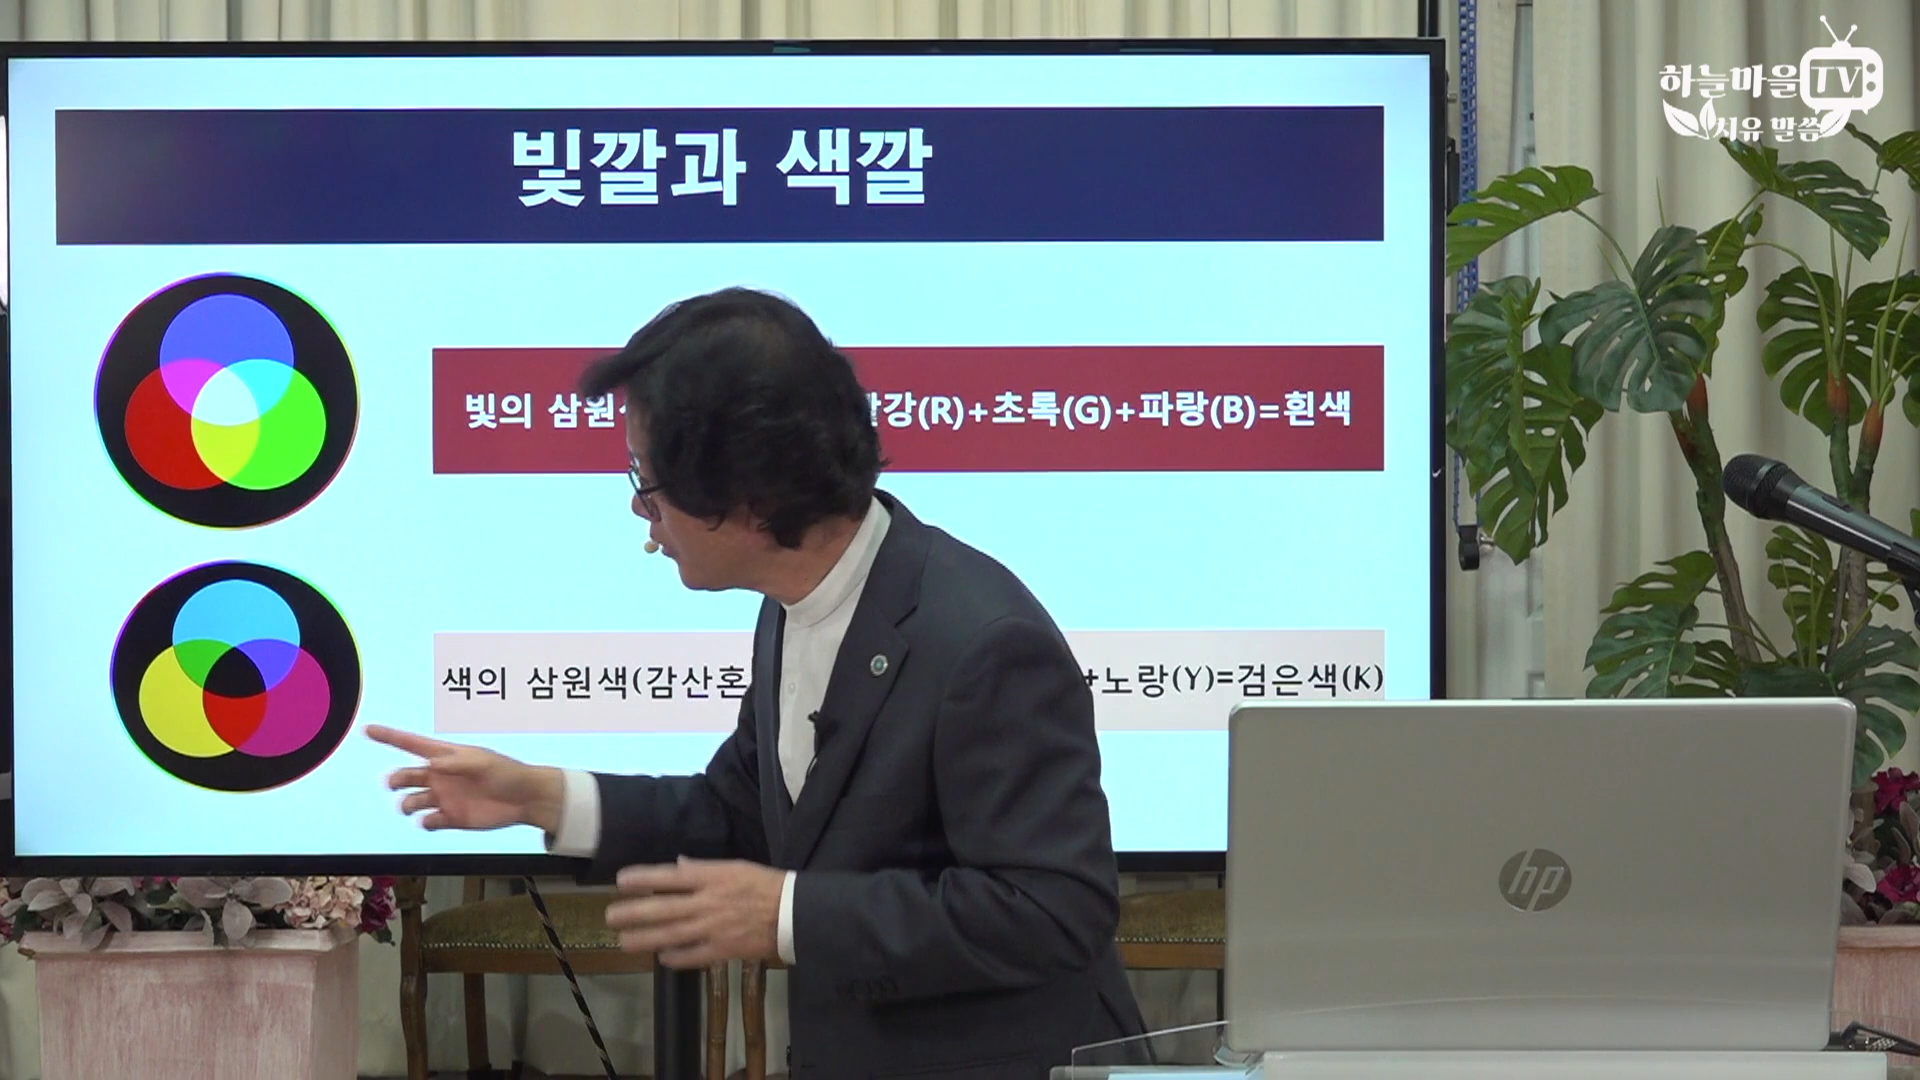 하늘마을TV
치유 말씀
빛깔과 색깔
빛의 삼원색 강(R)+초록(G)+파랑(B)=흰색
색의 삼원색(감산혼 +노랑(Y)=검은색(K)
hp